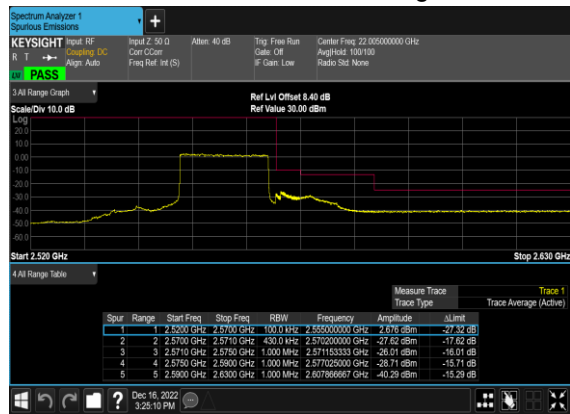 Spectrum Analyzer 1
Spurious Emissions
+
KEYSIGHT Input: RF Input Z: 50 Ω Atten: 40 dB Trig: Free Run Center Freq: 22.005000000 GHz
R T Coupling: DC Corr CCorr Gate: Off Avg|Hold: 100/100
Align: Auto Freq Ref: Int (S) IF Gain: Low Radio Std: None
LXI PASS
3 All Range Graph
Ref Lvl Offset 8.40 dB
Scale/Div 10.0 dB Ref Value 30.00 dBm
Log
20.0
10.0
0.00
-10.0
-20.0
-30.0
-40.0
-50.0
-60.0
Start 2.520 GHz Stop 2.630 GHz
4 All Range Table
Measure Trace Trace 1
Trace Type Trace Average (Active)
Spur Range Start Freq Stop Freq RBW Frequency Amplitude ΔLimit
1 1 2.5200 GHz 2.5700 GHz 100.0 kHz 2.555000000 GHz 2.676 dBm -27.32 dB
2 2 2.5700 GHz 2.5710 GHz 430.0 kHz 2.570200000 GHz -27.62 dBm -17.62 dB
3 3 2.5710 GHz 2.5750 GHz 1.000 MHz 2.571153333 GHz -26.01 dBm -16.01 dB
4 4 2.5750 GHz 2.5900 GHz 1.000 MHz 2.577025000 GHz -28.71 dBm -15.71 dB
5 5 2.5900 GHz 2.6300 GHz 1.000 MHz 2.607866667 GHz -40.29 dBm -15.29 dB
? Dec 16, 2022
3:25:10 PM